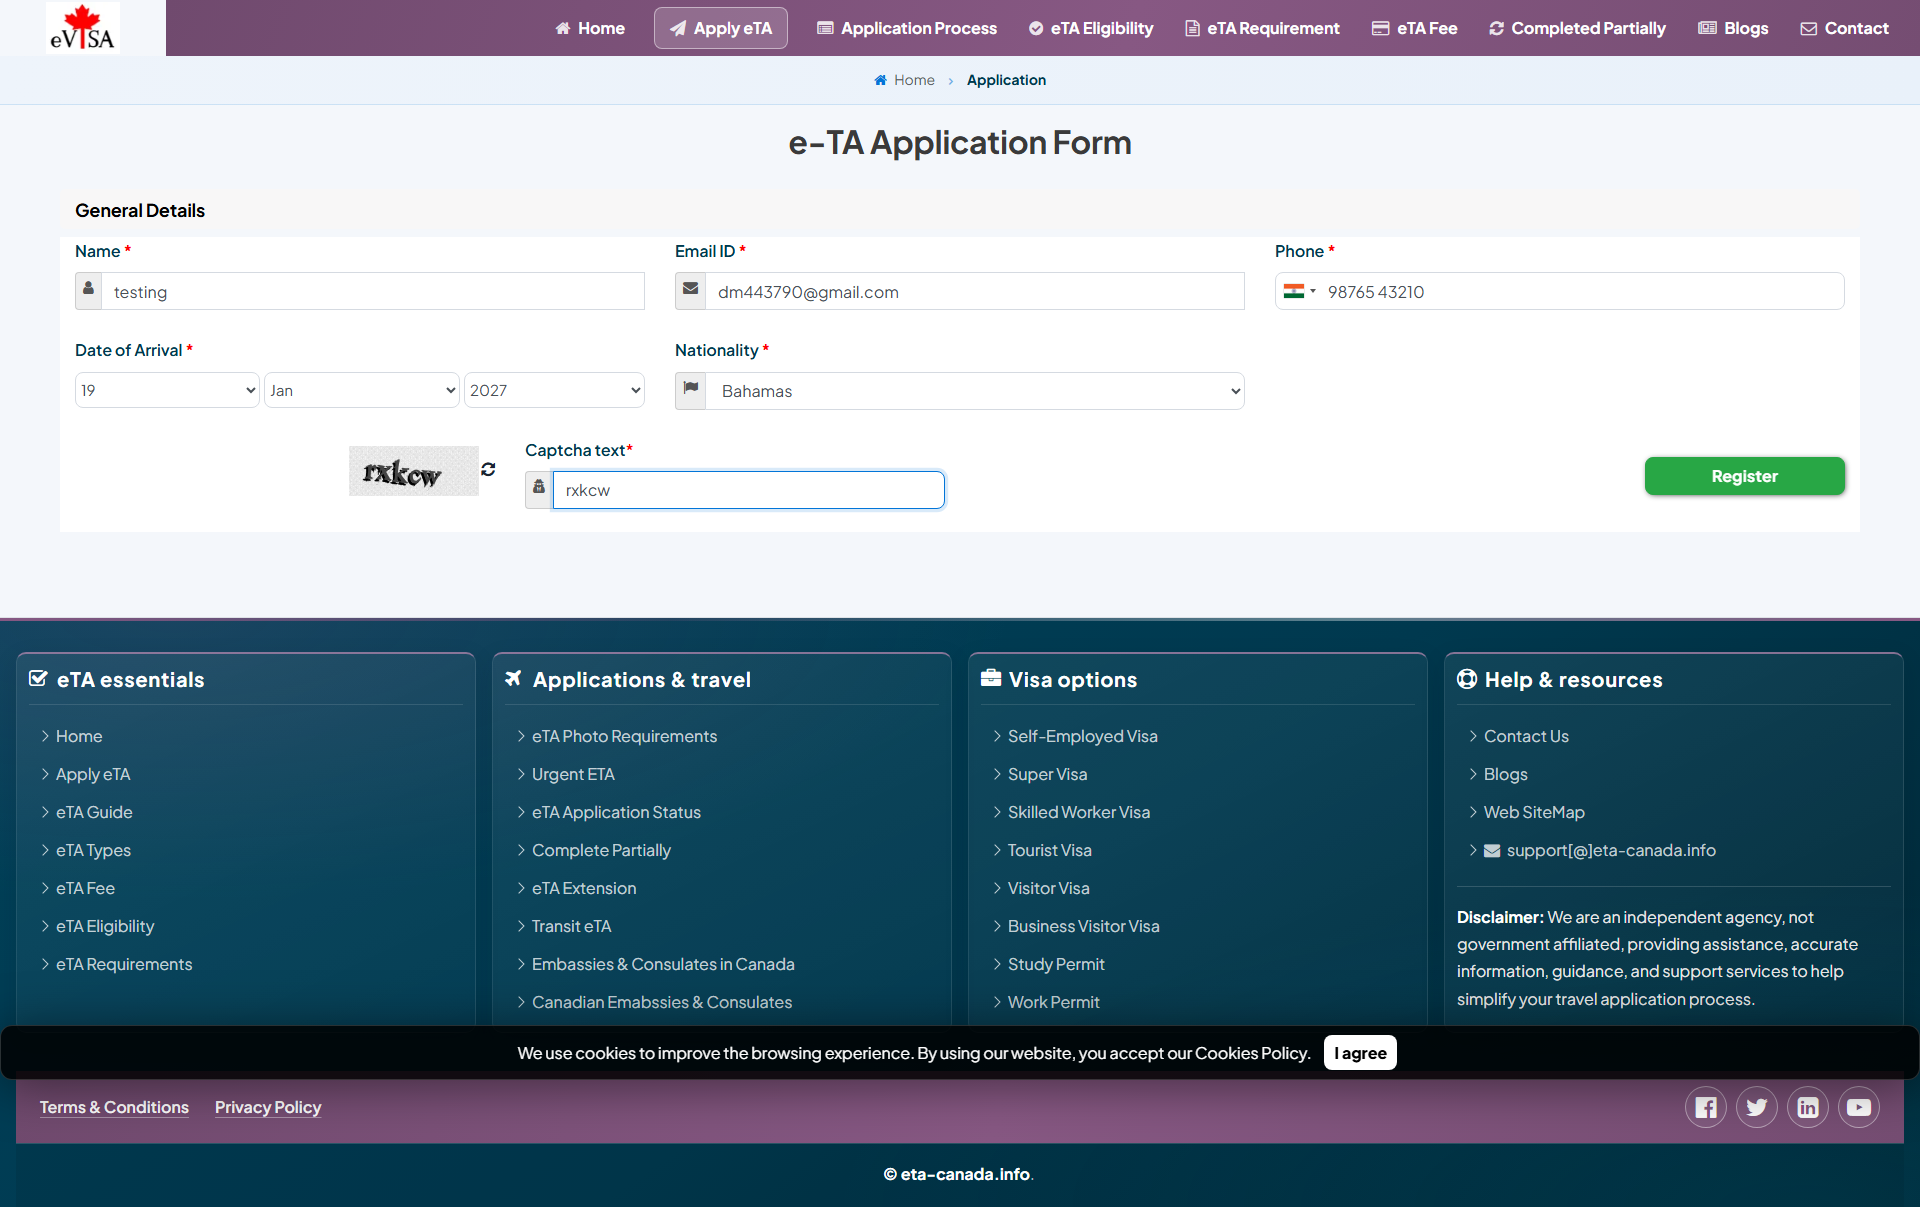 eVISA
Home
Apply eTA
Application Process
eTA Eligibility
eTA Requirement
eTA Fee
Completed Partially
Blogs
Contact
Home › Application
e-TA Application Form
General Details
Name *
Email ID *
Phone *
testing
dm443790@gmail.com
98765 43210
Date of Arrival *
Nationality *
19
Jan
2027
Bahamas
rxkcw
Captcha text*
rxkcw
Register
eTA essentials
Home
Apply eTA
eTA Guide
eTA Types
eTA Fee
eTA Eligibility
eTA Requirements
Applications & travel
eTA Photo Requirements
Urgent ETA
eTA Application Status
Complete Partially
eTA Extension
Transit eTA
Embassies & Consulates in Canada
Canadian Emabssies & Consulates
Visa options
Self-Employed Visa
Super Visa
Skilled Worker Visa
Tourist Visa
Visitor Visa
Business Visitor Visa
Study Permit
Work Permit
Help & resources
Contact Us
Blogs
Web SiteMap
support[@]eta-canada.info
Disclaimer: We are an independent agency, not
government affiliated, providing assistance, accurate
information, guidance, and support services to help
simplify your travel application process.
We use cookies to improve the browsing experience. By using our website, you accept our Cookies Policy.
I agree
Terms & Conditions
Privacy Policy
© eta-canada.info.